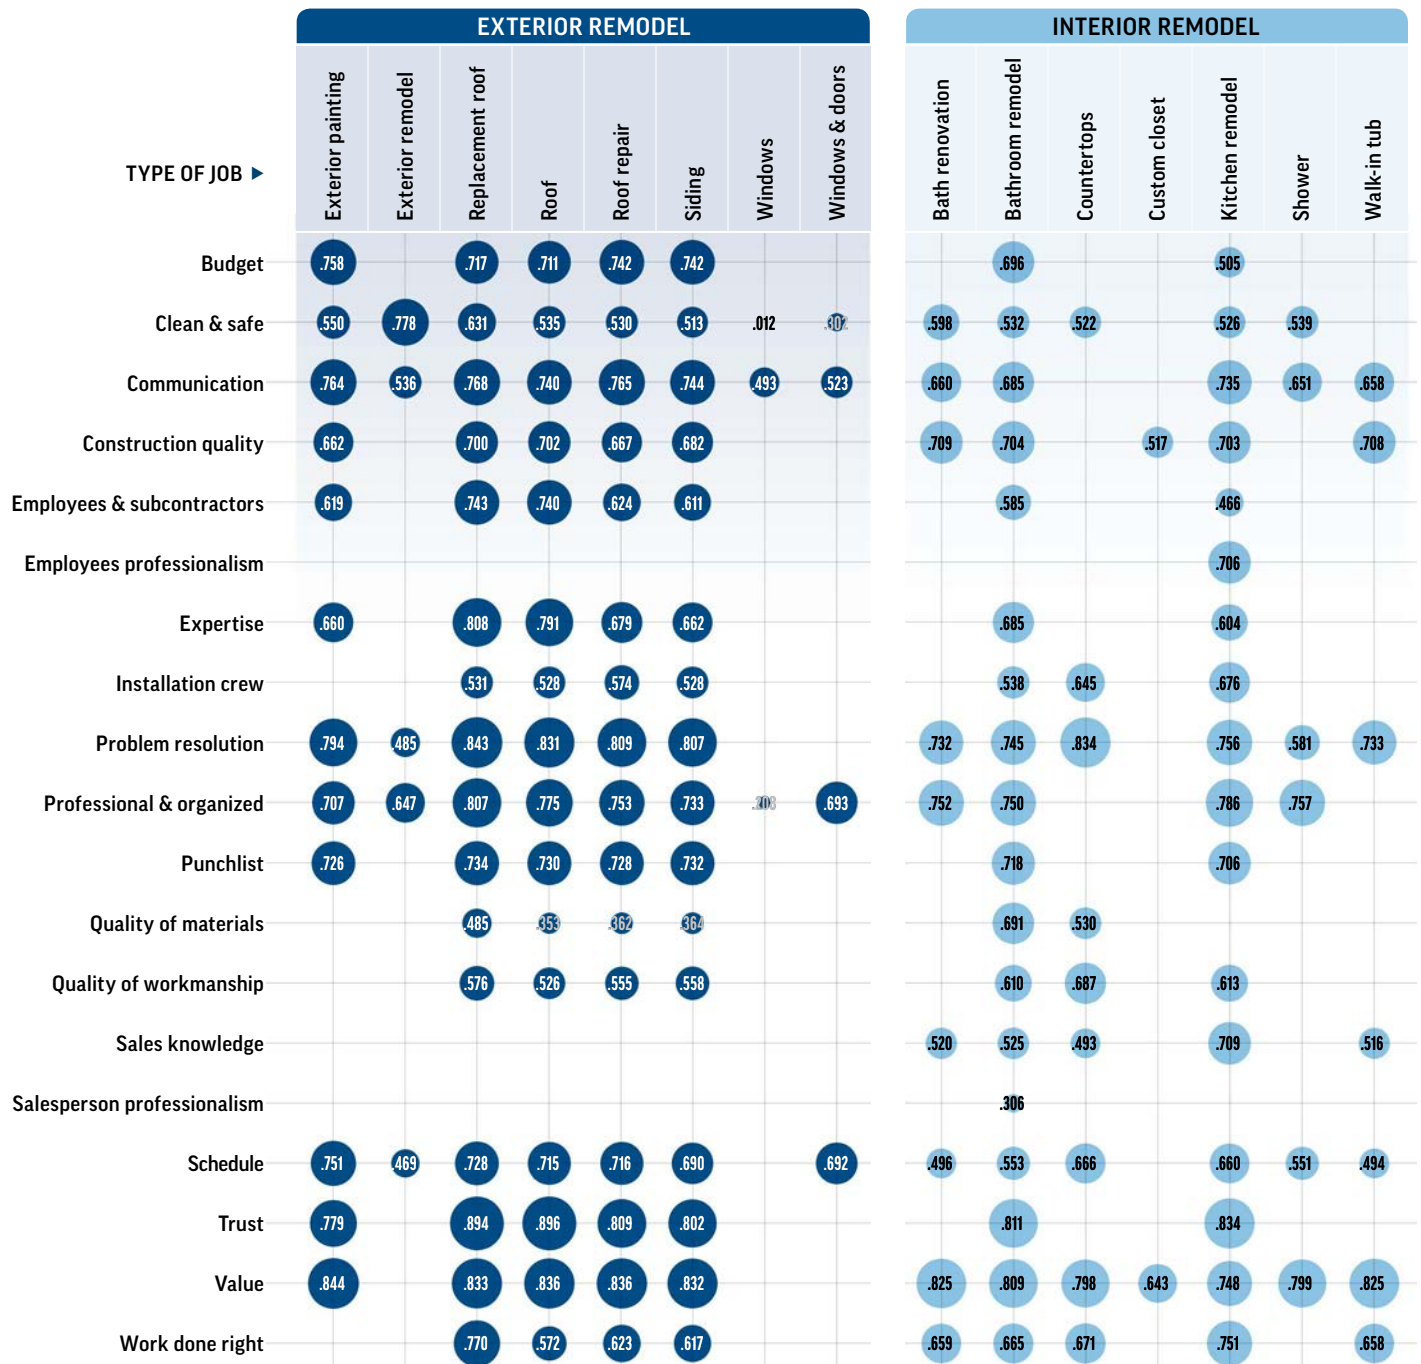 EXTERIOR REMODEL INTERIOR REMODEL
TYPE OF JOB ▶ Exterior painting Exterior remodel Replacement roof Roof Roof repair Siding Windows Windows & doors Bath renovation Bathroom remodel Countertops Custom closet Kitchen remodel Shower Walk-in tub
Budget .758 .717 .711 .742 .742 .696 .505
Clean & safe .550 .778 .631 .535 .530 .513 .012 .302 .598 .532 .522 .526 .539
Communication .764 .536 .768 .740 .765 .744 .493 .523 .660 .685 .735 .651 .658
Construction quality .662 .700 .702 .667 .682 .709 .704 .517 .703 .708
Employees & subcontractors .619 .743 .740 .624 .611 .585 .466
Employees professionalism .706
Expertise .660 .808 .791 .679 .662 .685 .604
Installation crew .531 .528 .574 .528 .538 .645 .676
Problem resolution .794 .485 .843 .831 .809 .807 .732 .745 .834 .756 .581 .733
Professional & organized .707 .647 .807 .775 .753 .733 .693 .752 .750 .786 .757
Punchlist .726 .734 .730 .728 .732 .718 .706
Quality of materials .485 .353 .362 .364 .691 .530
Quality of workmanship .576 .526 .555 .558 .610 .687 .613
Sales knowledge .520 .525 .493 .709 .516
Salesperson professionalism .306
Schedule .751 .469 .728 .715 .716 .690 .692 .496 .553 .666 .660 .551 .494
Trust .779 .894 .896 .809 .802 .811 .834
Value .844 .833 .836 .836 .832 .825 .809 .798 .643 .748 .799 .825
Work done right .770 .572 .623 .617 .659 .665 .671 .751 .658